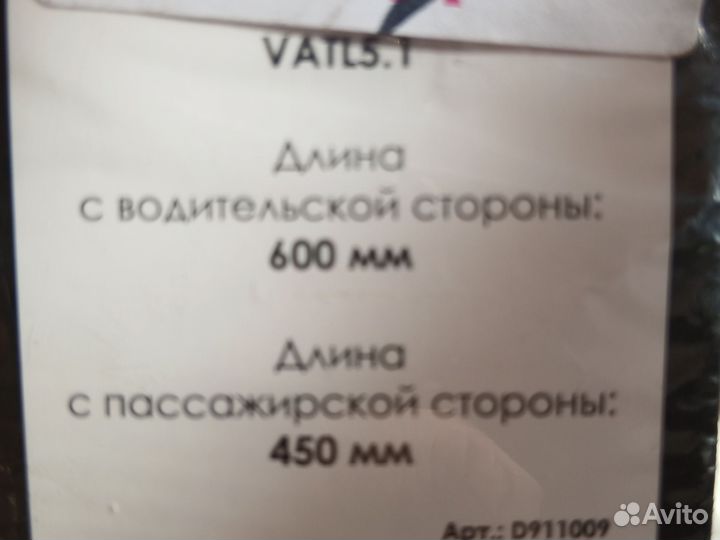 VATL5.1
Длина
с водительской стороны:
600 мм
Длина
с пассажирской стороны:
450 мм
Арт.: D911009
Avito